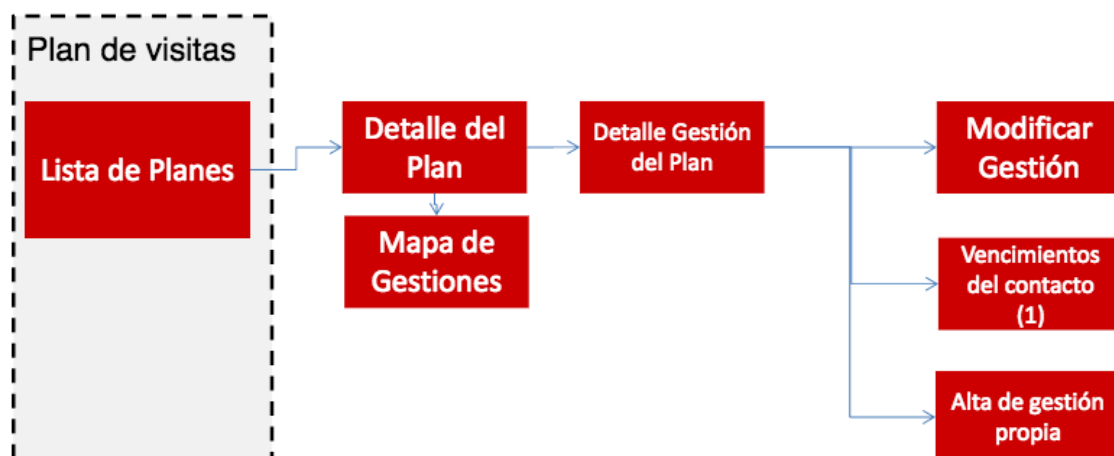 Plan de visitas
Lista de Planes
Detalle del
Plan
Mapa de
Gestiones
Detalle Gestión
del Plan
Modificar
Gestión
Vencimientos
del contacto
(1)
Alta de gestión
propia